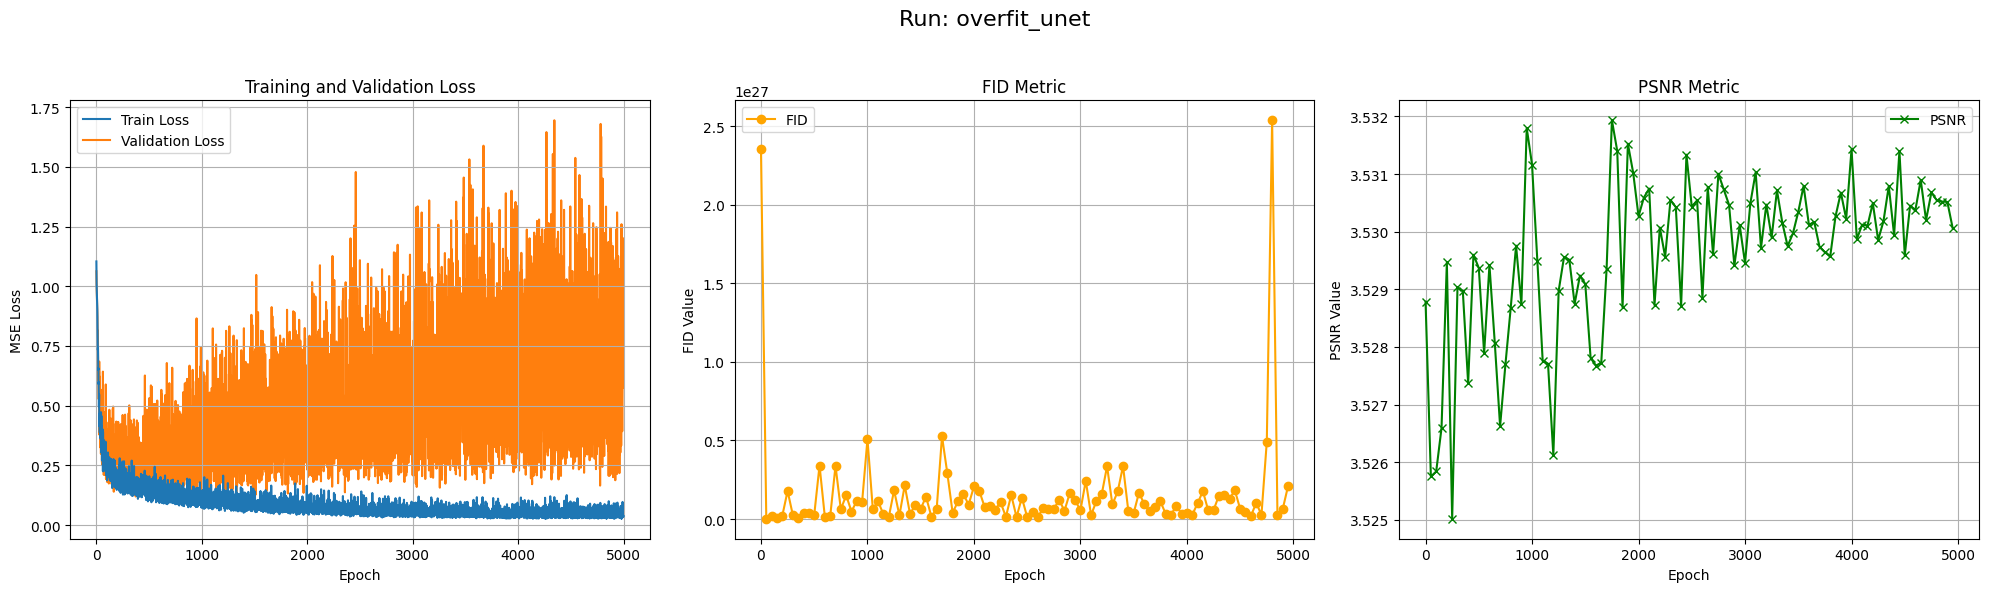 Run: overfit_unet
Training and Validation Loss
Train Loss
Validation Loss
1.75
1.50
1.25
1.00
0.75
0.50
0.25
0.00
MSE Loss
0 1000 2000 3000 4000 5000
Epoch
FID Metric
1e27
FID
2.5
2.0
1.5
1.0
0.5
0.0
FID Value
0 1000 2000 3000 4000 5000
Epoch
PSNR Metric
PSNR
3.532
3.531
3.530
3.529
3.528
3.527
3.526
3.525
PSNR Value
0 1000 2000 3000 4000 5000
Epoch